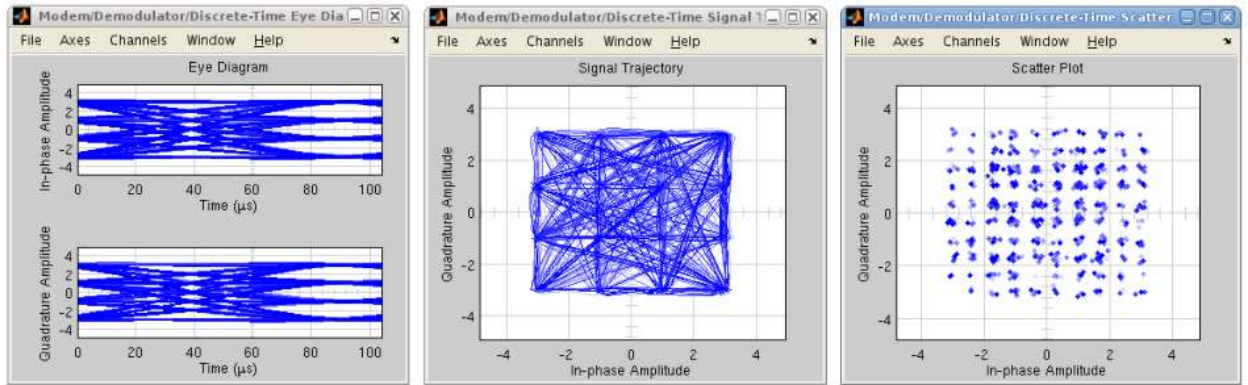 Modem/Demodulator/Discrete-Time Eye Dia
File Axes Channels Window Help
Eye Diagram
In-phase Amplitude
4
2
0
-2
-4
0 20 40 60 80 100
Time (μs)
Quadrature Amplitude
4
2
0
-2
-4
0 20 40 60 80 100
Time (μs)
Modem/Demodulator/Discrete-Time Signal T
File Axes Channels Window Help
Signal Trajectory
Quadrature Amplitude
4
2
0
-2
-4
-4 -2 0 2 4
In-phase Amplitude
Modem/Demodulator/Discrete-Time Scatter
File Axes Channels Window Help
Scatter Plot
Quadrature Amplitude
4
2
0
-2
-4
-4 -2 0 2 4
In-phase Amplitude